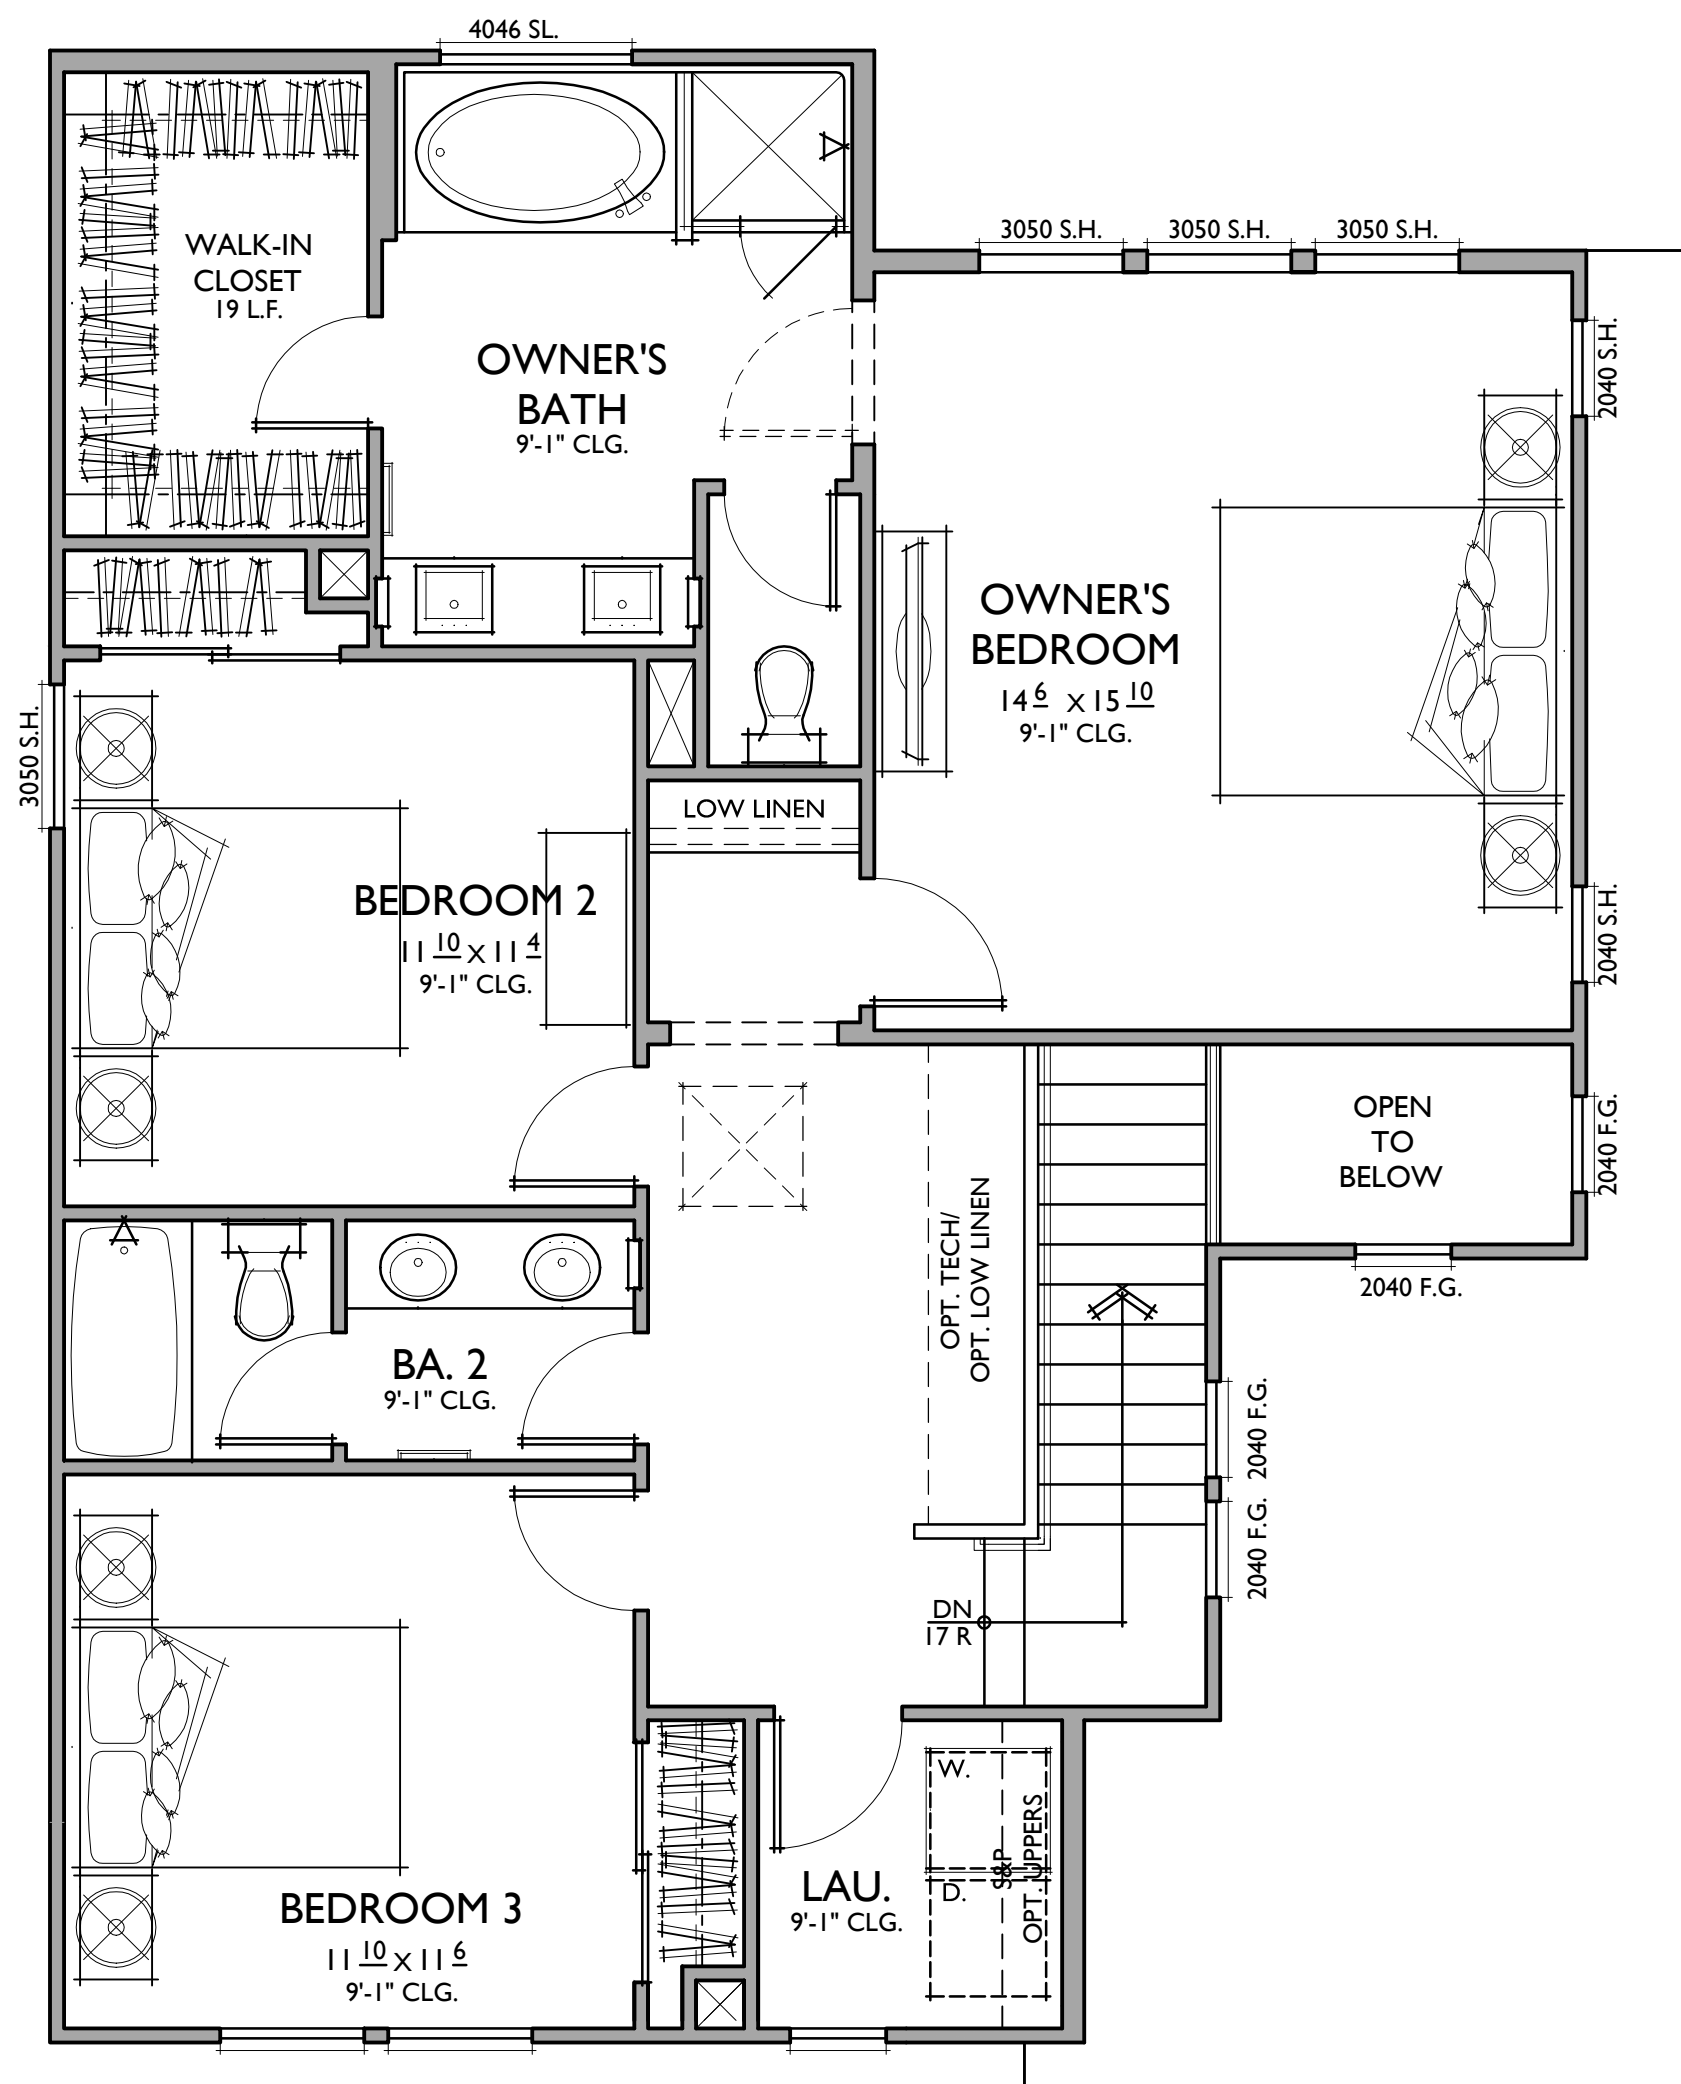 4046 SL.
WALK-IN
CLOSET
19 L.F.
3050 S.H.
3050 S.H.
3050 S.H.
2040 S.H.
OWNER'S
BATH
9'-1" CLG.
OWNER'S
BEDROOM
14 6 X 15 10
9'-1" CLG.
3050 S.H.
LOW LINEN
BEDROOM 2
11 10 X 11 4
9'-1" CLG.
2040 S.H.
OPEN
TO
BELOW
2040 F.G.
2040 F.G.
OPT. TECH/
OPT. LOW LINEN
BA. 2
9'-1" CLG.
2040 F.G.
2040 F.G.
DN
17 R
W.
D.
S&P
OPT. UPPERS
LAU.
9'-1" CLG.
BEDROOM 3
11 10 X 11 6
9'-1" CLG.